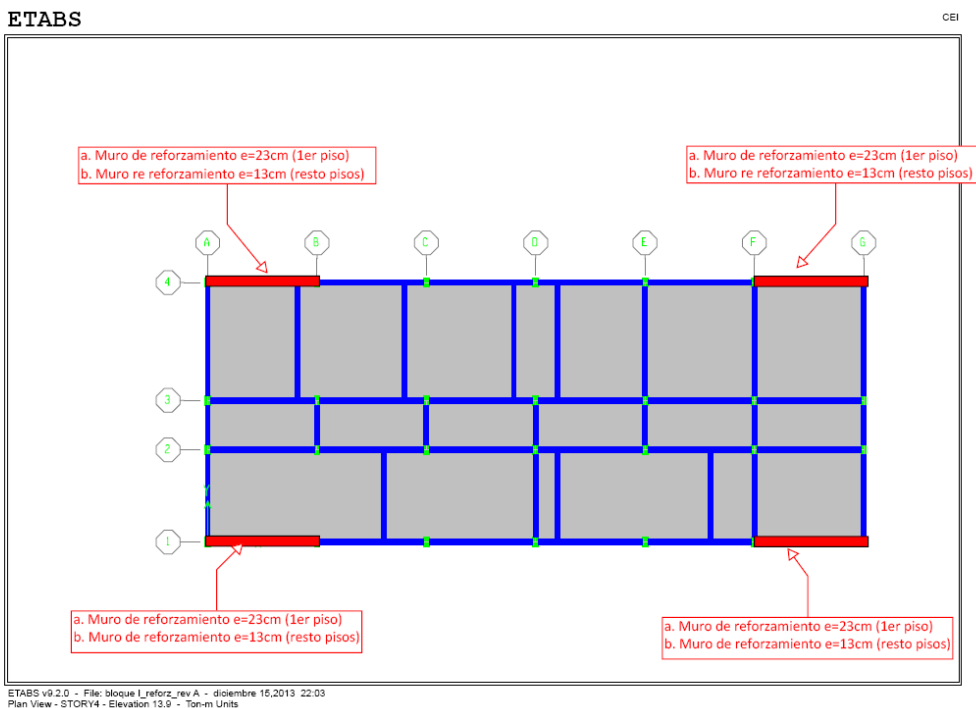 ETABS
CEI
a. Muro de reforzamiento e=23cm (1er piso)
b. Muro re reforzamiento e=13cm (resto pisos)
a. Muro de reforzamiento e=23cm (1er piso)
b. Muro re reforzamiento e=13cm (resto pisos)
A B C D E F G
4
3
2
1
a. Muro de reforzamiento e=23cm (1er piso)
b. Muro de reforzamiento e=13cm (resto pisos)
a. Muro de reforzamiento e=23cm (1er piso)
b. Muro de reforzamiento e=13cm (resto pisos)
ETABS v9.2.0 - File: bloque I_reforz_rev A - diciembre 15,2013 22:03
Plan View - STORY4 - Elevation 13.9 - Ton-m Units